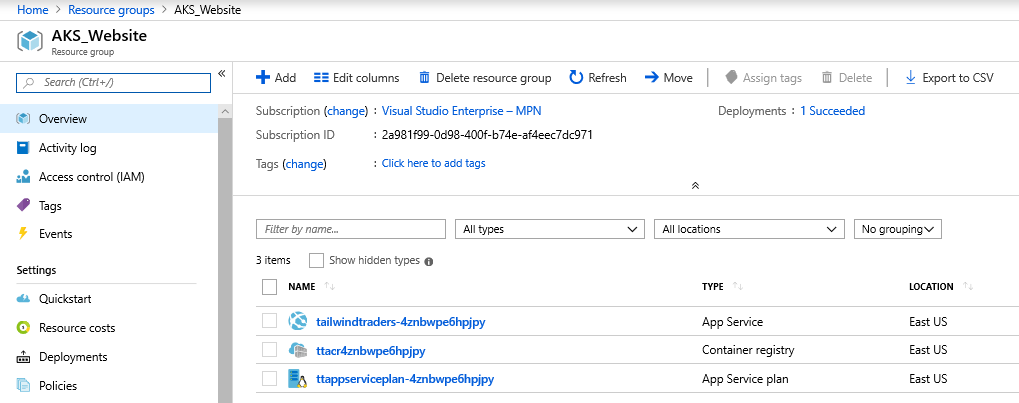 Home > Resource groups > AKS_Website
AKS_Website
Resource group
Search (Ctrl+/)
«
Overview
Activity log
Access control (IAM)
Tags
Events
Settings
Quickstart
Resource costs
Deployments
Policies
Add Edit columns Delete resource group Refresh Move Assign tags Delete Export to CSV
Subscription (change) : Visual Studio Enterprise – MPN Deployments : 1 Succeeded
Subscription ID : 2a981f99-0d98-400f-b74e-af4eec7dc971
Tags (change) : Click here to add tags
Filter by name... All types All locations No grouping
3 items Show hidden types
NAME TYPE LOCATION
tailwindtraders-4znbwpe6hpjpy App Service East US
ttacr4znbwpe6hpjpy Container registry East US
ttappserviceplan-4znbwpe6hpjpy App Service plan East US